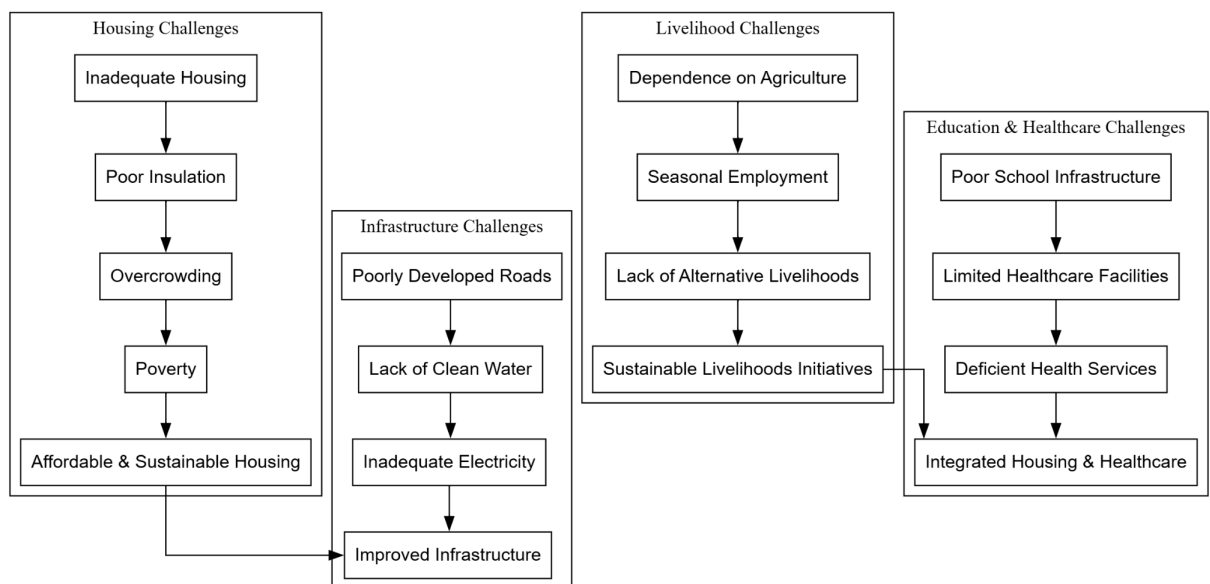 Housing Challenges
Inadequate Housing
Poor Insulation
Overcrowding
Poverty
Affordable & Sustainable Housing
Infrastructure Challenges
Poorly Developed Roads
Lack of Clean Water
Inadequate Electricity
Improved Infrastructure
Livelihood Challenges
Dependence on Agriculture
Seasonal Employment
Lack of Alternative Livelihoods
Sustainable Livelihoods Initiatives
Education & Healthcare Challenges
Poor School Infrastructure
Limited Healthcare Facilities
Deficient Health Services
Integrated Housing & Healthcare